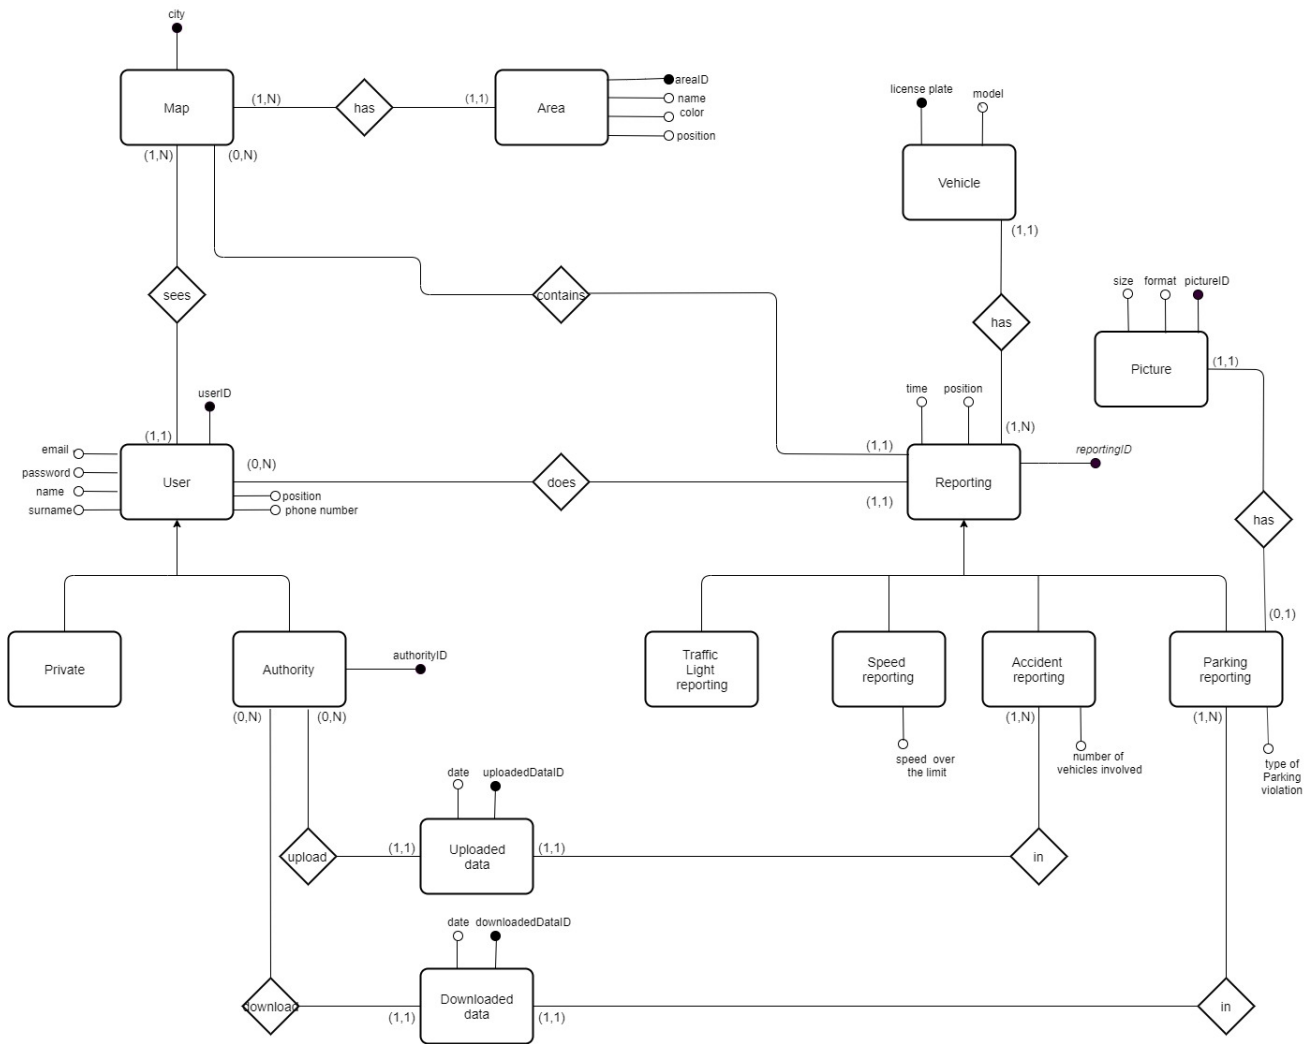 city
Map
(1,N)
has
(1,1)
Area
areaID
name
color
position
license plate
model
Vehicle
(1,1)
(1,N)
(0,N)
sees
contains
has
size
format
pictureID
Picture
(1,1)
userID
time
position
(1,1)
(0,N)
(1,1)
(1,N)
reportingID
email
password
name
surname
User
position
phone number
does
Reporting
(1,1)
has
(0,1)
Private
Authority
authorityID
Traffic
Light
reporting
Speed
reporting
Accident
reporting
Parking
reporting
(0,N)
(0,N)
(1,N)
(1,N)
speed over
the limit
number of
vehicles involved
type of
Parking
violation
date
uploadedDataID
upload
(1,1)
Uploaded
data
(1,1)
in
date
downloadedDataID
download
(1,1)
Downloaded
data
(1,1)
in